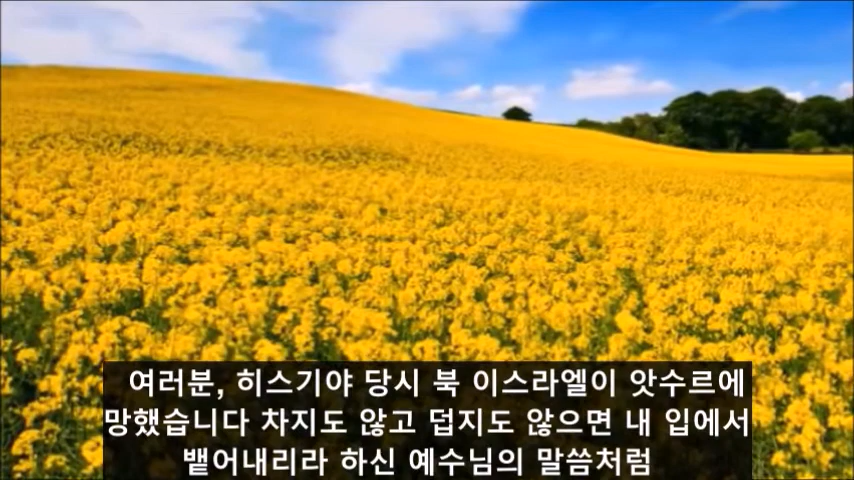 여러분, 히스기야 당시 북 이스라엘이 앗수르에
망했습니다 차지도 않고 덥지도 않으면 내 입에서
뱉어내리라 하신 예수님의 말씀처럼